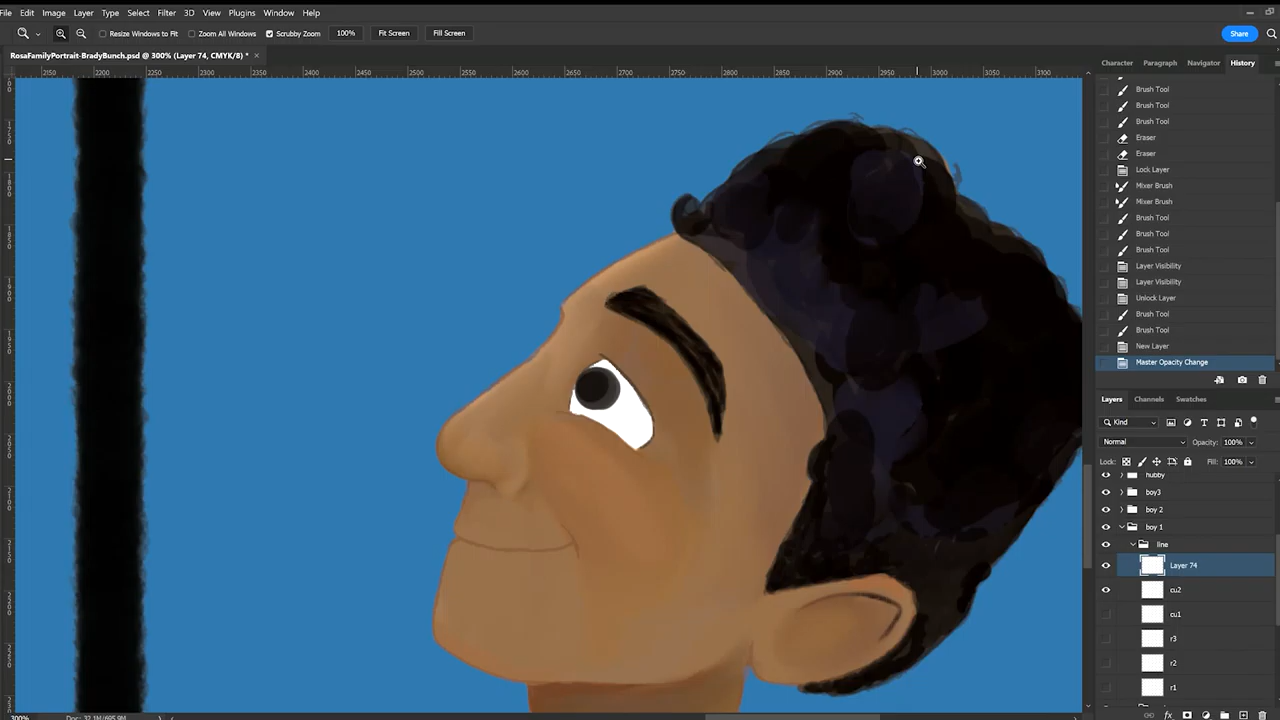 File Edit Image Layer Type Select Filter 3D View Plugins Window Help
Resize Windows to Fit Zoom All Windows Scrubby Zoom 100% Fit Screen Fill Screen Share
RosaFamilyPortrait-BradyBunch.psd @ 300% (Layer 74, CMYK/8) * ×
2150 2200 2250 2300 2350 2400 2450 2500 2550 2600 2650 2700 2750 2800 2850 2900 2950 3000 3050 3100
Character Paragraph Navigator History
Brush Tool
Brush Tool
Brush Tool
Eraser
Eraser
Lock Layer
Mixer Brush
Mixer Brush
Brush Tool
Brush Tool
Brush Tool
Layer Visibility
Layer Visibility
Unlock Layer
Brush Tool
Brush Tool
New Layer
Master Opacity Change
Layers Channels Swatches
Kind
Normal Opacity: 100%
Lock: Fill: 100%
hubby
boy3
boy 2
boy 1
line
Layer 74
cu2
cu1
r3
r2
r1
300% Doc: 32.1M/695.9M